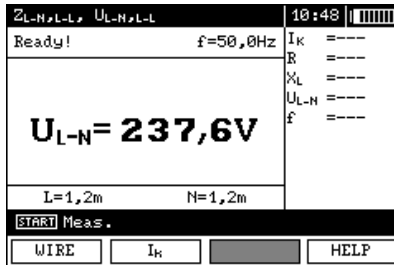 ZL-N,L-L, UL-N,L-L 10:48
Ready! f=50,0Hz
IK =---
R =---
XL =---
UL-N =---
f =---
UL-N= 237,6V
L=1,2m N=1,2m
START Meas.
WIRE IK HELP